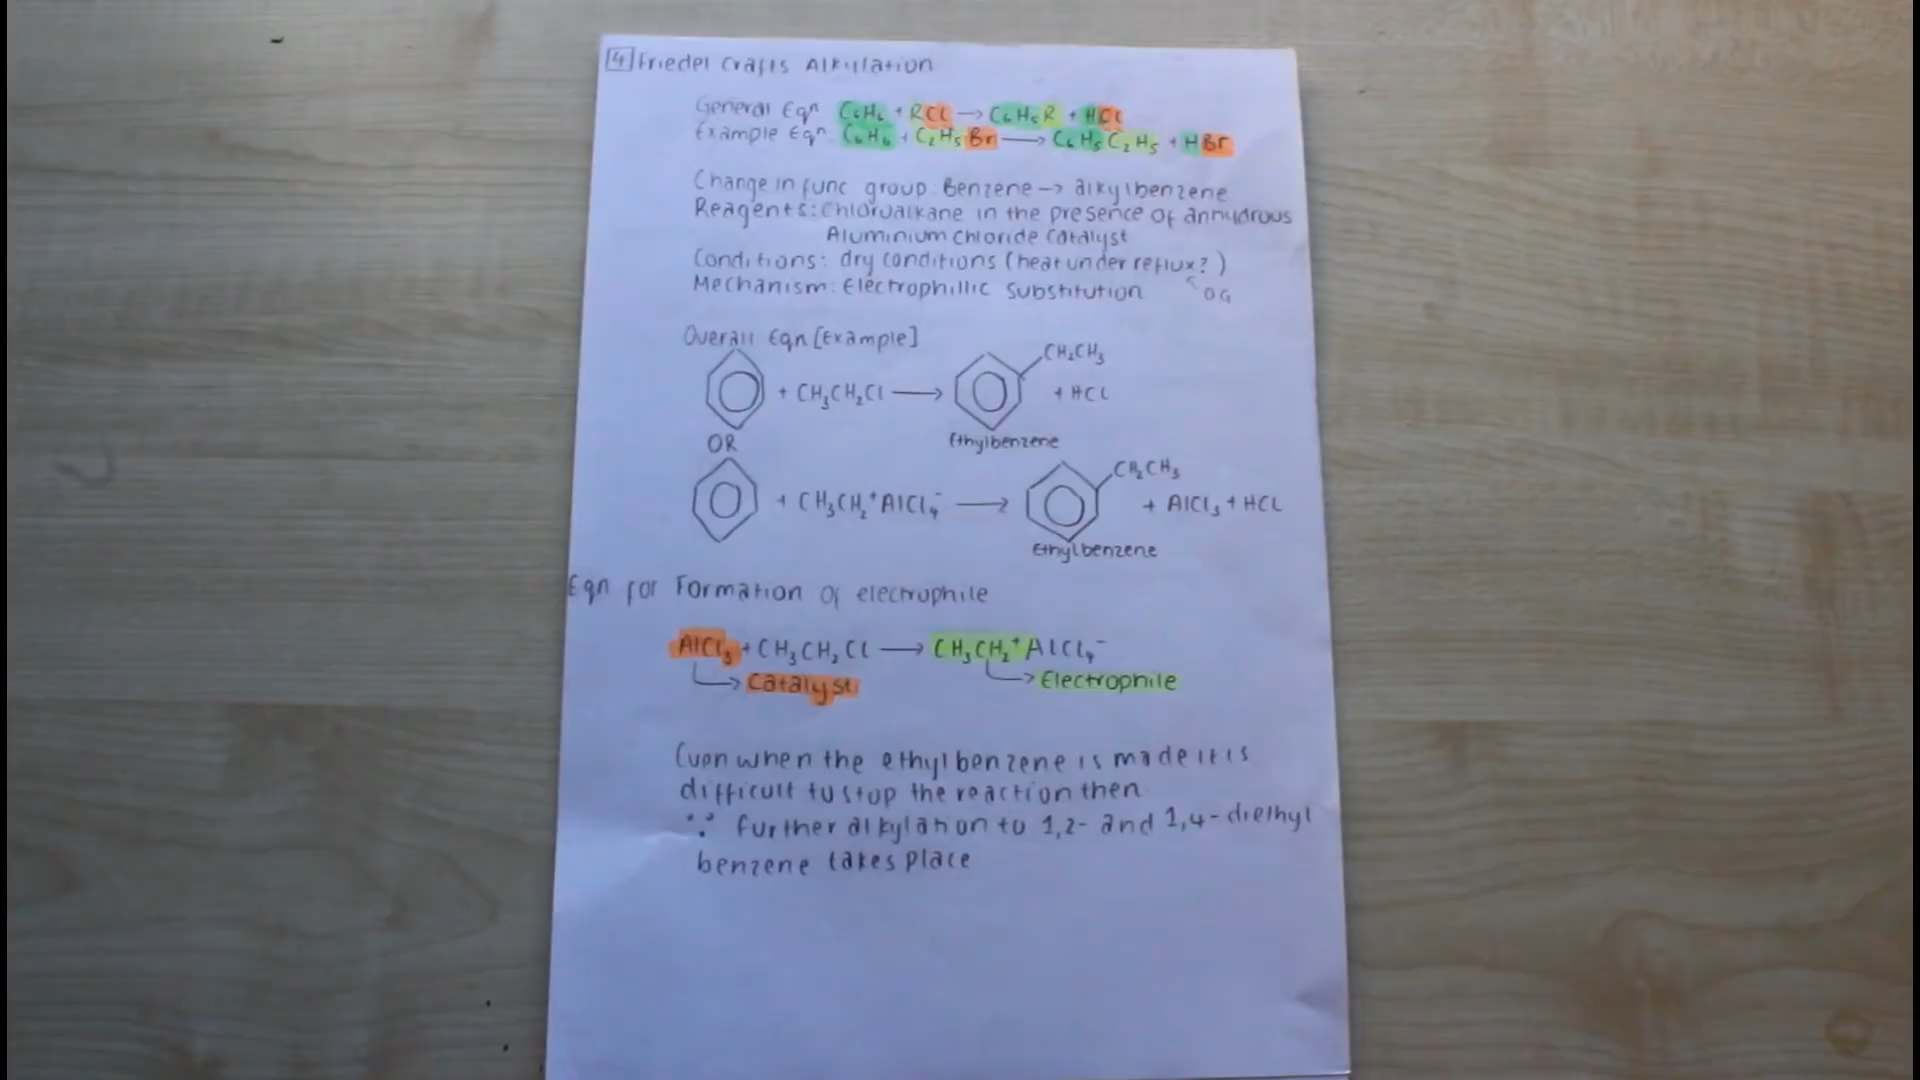 4 Friedel Crafts Alkylation
General Eqn C₆H₆ + RCl → C₆H₅R + HCl
Example Eqn C₆H₆ + C₂H₅Br → C₆H₅C₂H₅ + HBr
Change in func group: Benzene → alkylbenzene
Reagents: Chloroalkane in the presence of anhydrous
Aluminium chloride catalyst
Conditions: dry conditions (heat under reflux?)
Mechanism: Electrophillic substitution
OG
Overall Eqn [Example]
CH₂CH₃
+ CH₃CH₂Cl → + HCl
OR Ethylbenzene
CH₂CH₃
+ CH₃CH₂⁺AlCl₄⁻ → + AlCl₃ + HCl
Ethylbenzene
Eqn for Formation of electrophile
AlCl₃ + CH₃CH₂Cl → CH₃CH₂⁺AlCl₄⁻
→ Catalyst → Electrophile
Even when the ethylbenzene is made it is
difficult to stop the reaction then
∵ further alkylation to 1,2- and 1,4-diethyl
benzene takes place